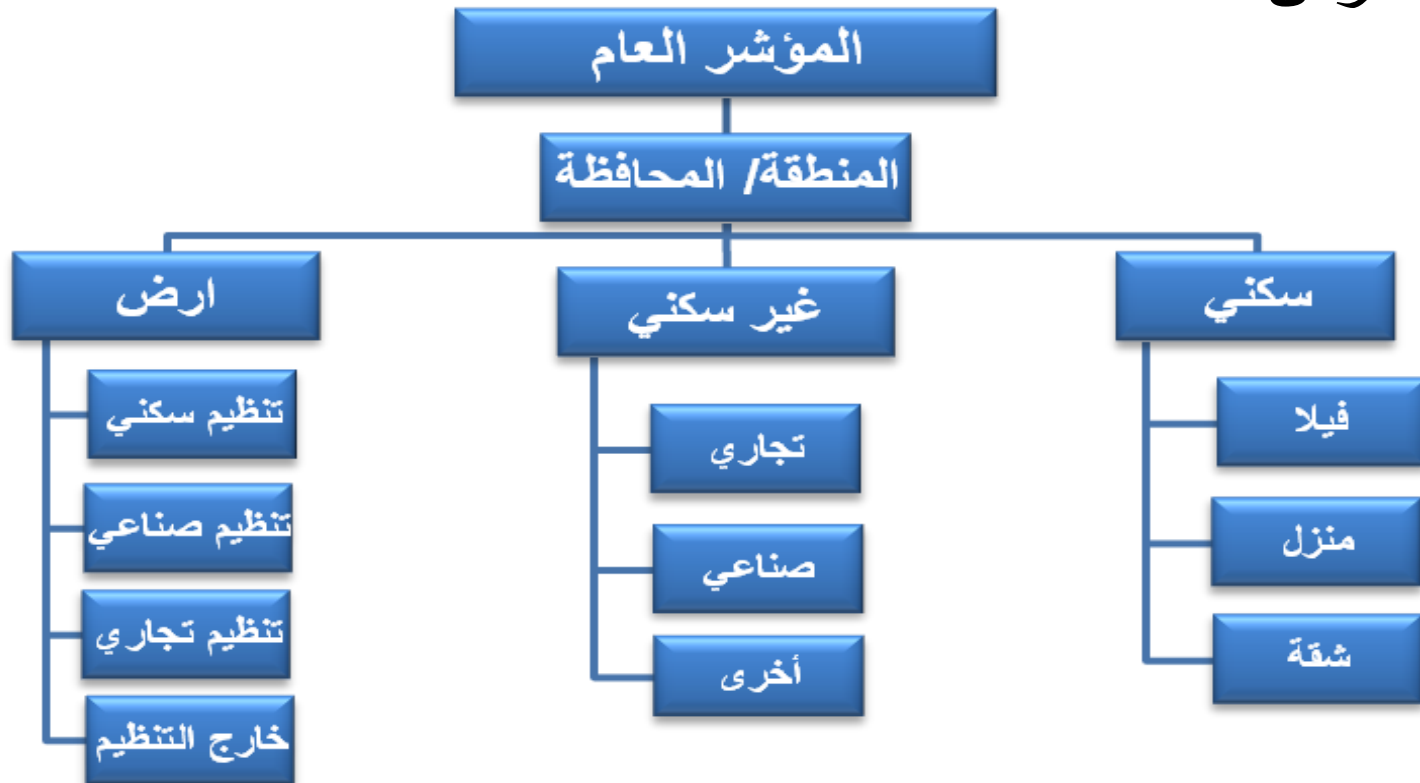 المؤشر العام
المنطقة/ المحافظة
سكني
فيلا
منزل
شقة
غير سكني
تجاري
صناعي
أخرى
ارض
تنظيم سكني
تنظيم صناعي
تنظيم تجاري
خارج التنظيم